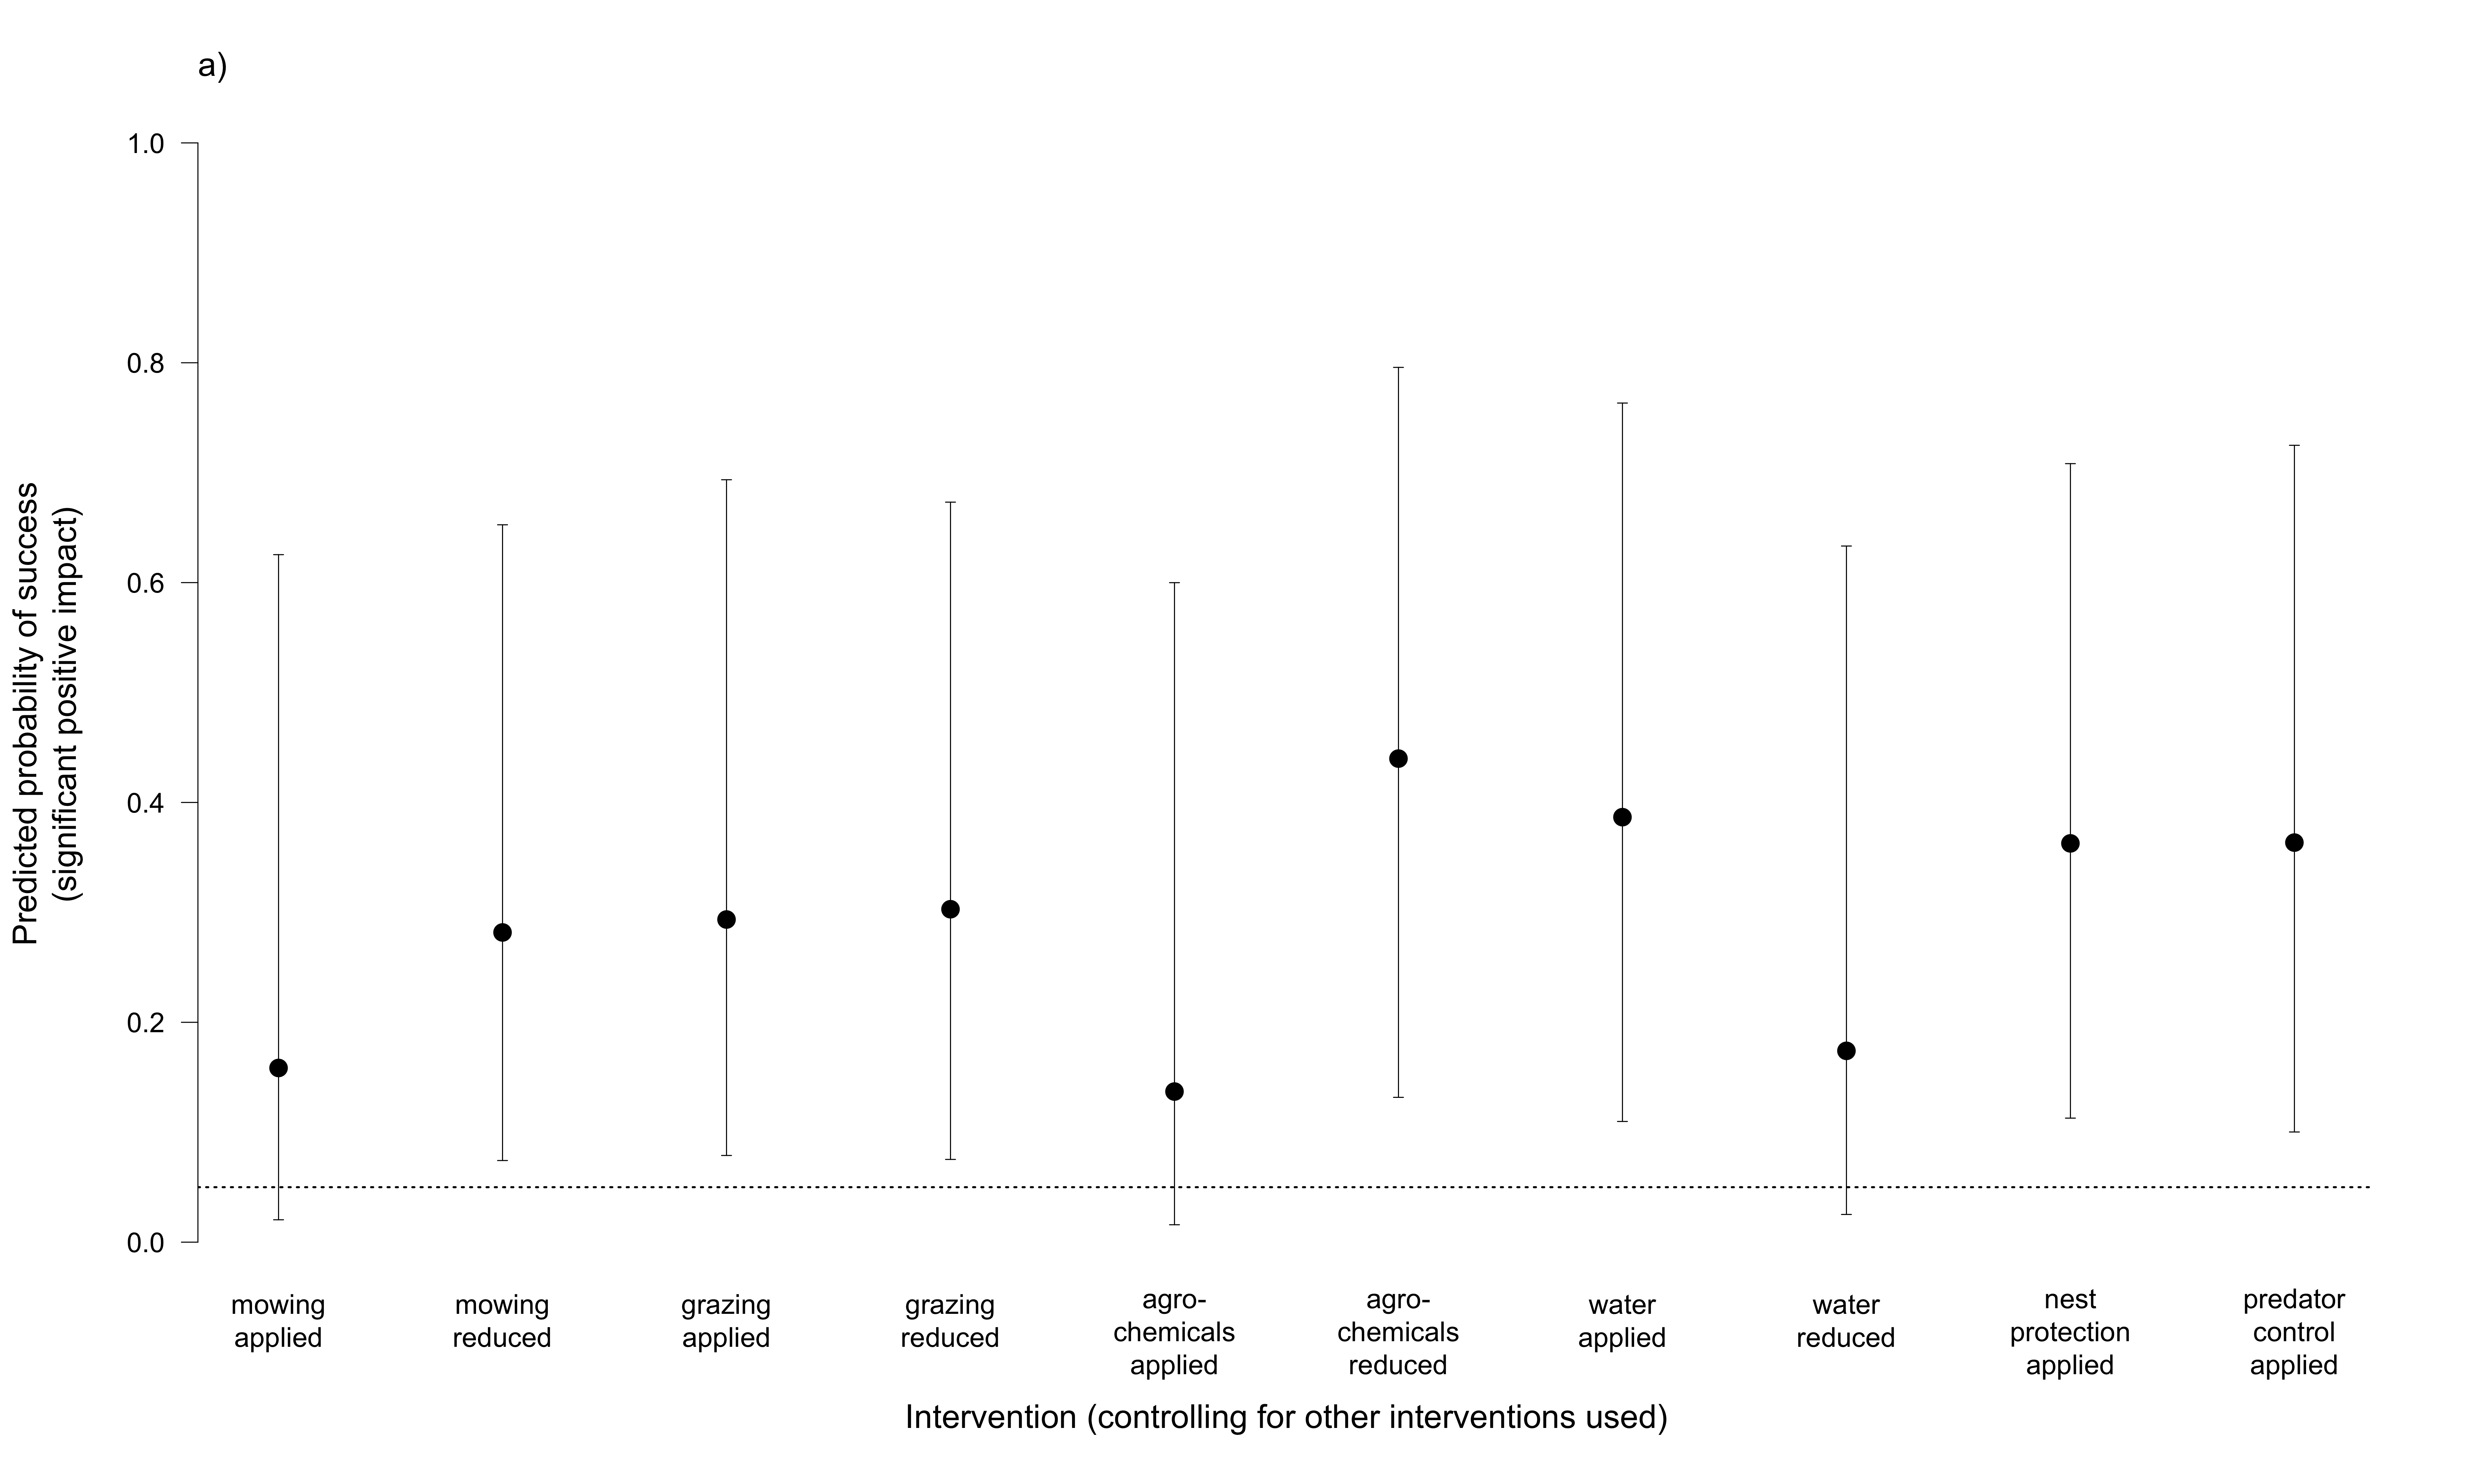 a)
1.0
0.8
0.6
0.4
0.2
0.0
Predicted probability of success
(significant positive impact)
mowing
applied
mowing
reduced
grazing
applied
grazing
reduced
agro-
chemicals
applied
agro-
chemicals
reduced
water
applied
water
reduced
nest
protection
applied
predator
control
applied
Intervention (controlling for other interventions used)